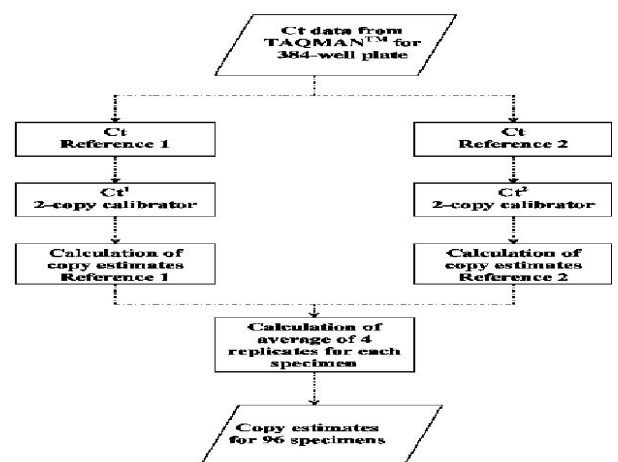 Ct data from
TAQMAN™ for
384-well plate
Ct
Reference 1
Ct
Reference 2
Ct¹
2-copy calibrator
Ct²
2-copy calibrator
Calculation of
copy estimates
Reference 1
Calculation of
copy estimates
Reference 2
Calculation of
average of 4
replicates for each
specimen
Copy estimates
for 96 specimens